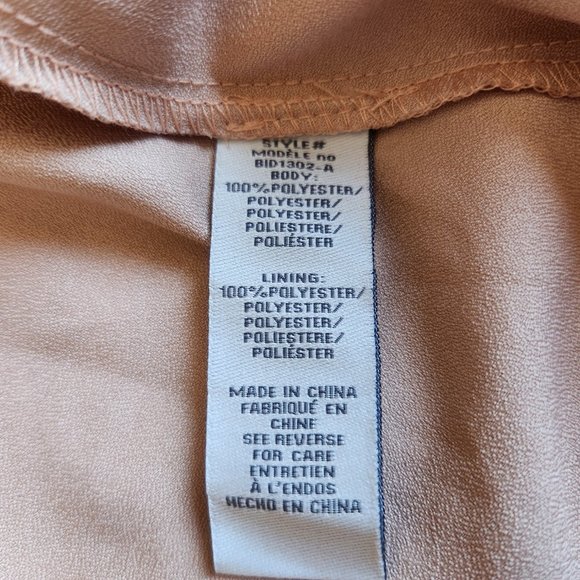 STYLE#
MODÈLE no
BID1302-A
BODY:
100%POLYESTER/
POLYESTER/
POLYESTER/
POLIESTERE/
POLIÉSTER
LINING:
100%POLYESTER/
POLYESTER/
POLYESTER/
POLIESTERE/
POLIÉSTER
MADE IN CHINA
FABRIQUÉ EN
CHINE
SEE REVERSE
FOR CARE
ENTRETIEN
À L'ENDOS
HECHO EN CHINA